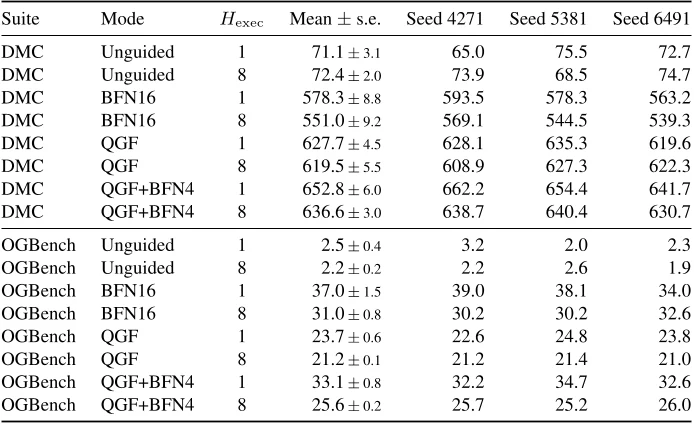 Suite Mode H_exec Mean ± s.e. Seed 4271 Seed 5381 Seed 6491
DMC Unguided 1 71.1 ± 3.1 65.0 75.5 72.7
DMC Unguided 8 72.4 ± 2.0 73.9 68.5 74.7
DMC BFN16 1 578.3 ± 8.8 593.5 578.3 563.2
DMC BFN16 8 551.0 ± 9.2 569.1 544.5 539.3
DMC QGF 1 627.7 ± 4.5 628.1 635.3 619.6
DMC QGF 8 619.5 ± 5.5 608.9 627.3 622.3
DMC QGF+BFN4 1 652.8 ± 6.0 662.2 654.4 641.7
DMC QGF+BFN4 8 636.6 ± 3.0 638.7 640.4 630.7
OGBench Unguided 1 2.5 ± 0.4 3.2 2.0 2.3
OGBench Unguided 8 2.2 ± 0.2 2.2 2.6 1.9
OGBench BFN16 1 37.0 ± 1.5 39.0 38.1 34.0
OGBench BFN16 8 31.0 ± 0.8 30.2 30.2 32.6
OGBench QGF 1 23.7 ± 0.6 22.6 24.8 23.8
OGBench QGF 8 21.2 ± 0.1 21.2 21.4 21.0
OGBench QGF+BFN4 1 33.1 ± 0.8 32.2 34.7 32.6
OGBench QGF+BFN4 8 25.6 ± 0.2 25.7 25.2 26.0